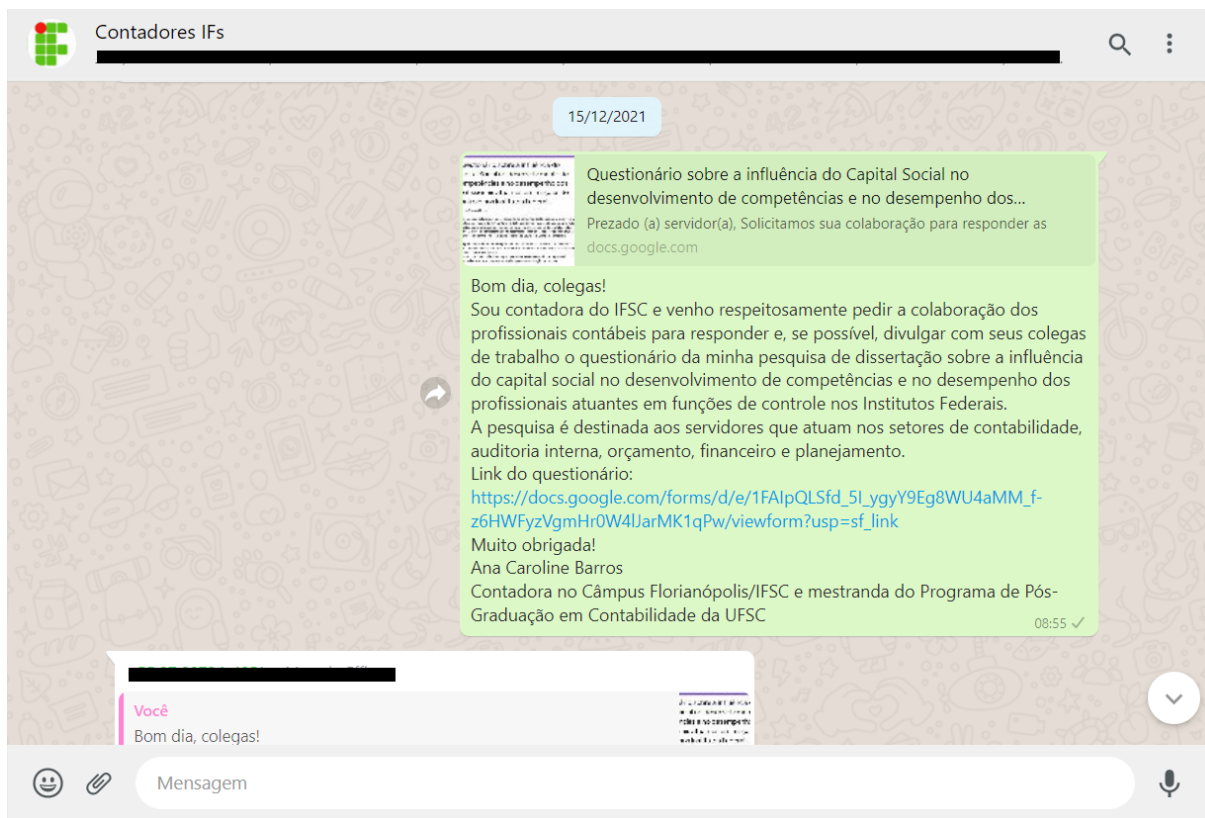 Contadores IFs
15/12/2021
Questionário sobre a influência do Capital Social no
desenvolvimento de competências e no desempenho dos...
Prezado (a) servidor(a), Solicitamos sua colaboração para responder as
docs.google.com
Bom dia, colegas!
Sou contadora do IFSC e venho respeitosamente pedir a colaboração dos
profissionais contábeis para responder e, se possível, divulgar com seus colegas
de trabalho o questionário da minha pesquisa de dissertação sobre a influência
do capital social no desenvolvimento de competências e no desempenho dos
profissionais atuantes em funções de controle nos Institutos Federais.
A pesquisa é destinada aos servidores que atuam nos setores de contabilidade,
auditoria interna, orçamento, financeiro e planejamento.
Link do questionário:
https://docs.google.com/forms/d/e/1FAIpQLSfd_5I_ygyY9Eg8WU4aMM_f-
z6HWFyzVgmHr0W4lJarMK1qPw/viewform?usp=sf_link
Muito obrigada!
Ana Caroline Barros
Contadora no Câmpus Florianópolis/IFSC e mestranda do Programa de Pós-
Graduação em Contabilidade da UFSC
08:55
Você
Bom dia, colegas!
Mensagem